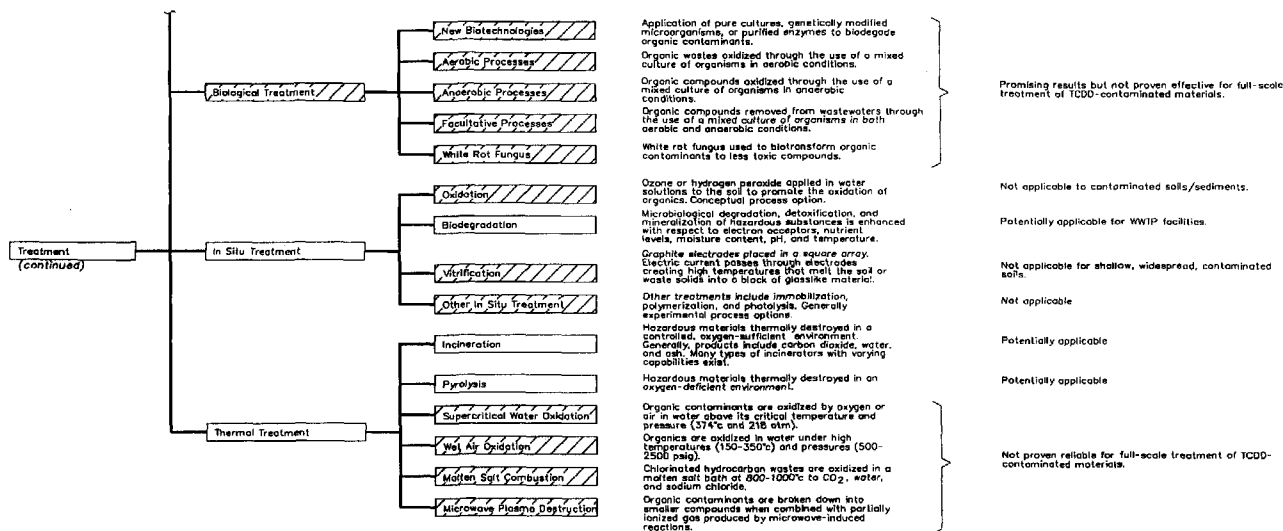 New Biotechnologies
Application of pure cultures, genetically modified
microorganisms, or purified enzymes to biodegade
organic contaminants.
Aerobic Processes
Organic wastes oxidized through the use of a mixed
culture of organisms in aerobic conditions.
Biological Treatment
Anaerobic Processes
Organic compounds oxidized through the use of a
mixed culture of organisms in anaerobic
conditions.
Promising results but not proven effective for full-scale
treatment of TCDD-contaminated materials.
Facultative Processes
Organic compounds removed from wastewaters through
the use of a mixed culture of organisms in both
aerobic and anaerobic conditions.
White Rot Fungus
White rot fungus used to biotransform organic
contaminants to less toxic compounds.
Oxidation
Ozone or hydrogen peroxide applied in water
solutions to the soil to promote the oxidation of
organics. Conceptual process option.
Not applicable to contaminated soils/sediments.
Biodegradation
Microbiological degradation, detoxification, and
mineralization of hazardous substances is enhanced
with respect to electron acceptors, nutrient
levels, moisture content, pH, and temperature.
Potentially applicable for WWTP facilities.
Treatment
(continued)
In Situ Treatment
Vitrification
Graphite electrodes placed in a square array.
Electric current passes through electrodes
creating high temperatures that melt the soil or
waste solids into a block of glasslike material.
Not applicable for shallow, widespread, contaminated
soils.
Other In Situ Treatment
Other treatments include immobilization,
polymerization, and photolysis. Generally
experimental process options.
Not applicable
Incineration
Hazardous materials thermally destroyed in a
controlled, oxygen-sufficient environment.
Generally, products include carbon dioxide, water,
and ash. Many types of incinerators with varying
capabilities exist.
Potentially applicable
Pyrolysis
Hazardous materials thermally destroyed in an
oxygen-deficient environment.
Potentially applicable
Supercritical Water Oxidation
Organic contaminants are oxidized by oxygen or
air in water above its critical temperature and
pressure (374°c and 218 atm).
Thermal Treatment
Wet Air Oxidation
Organics are oxidized in water under high
temperatures (150-350°c) and pressures (500-
2500 psig).
Not proven reliable for full-scale treatment of TCDD-
contaminated materials.
Molten Salt Combustion
Chlorinated hydrocarbon wastes are oxidized in a
molten salt bath at 800-1000°c to CO2, water,
and sodium chloride.
Microwave Plasma Destruction
Organic contaminants are broken down into
smaller compounds when combined with partially
ionized gas produced by microwave-induced
reactions.